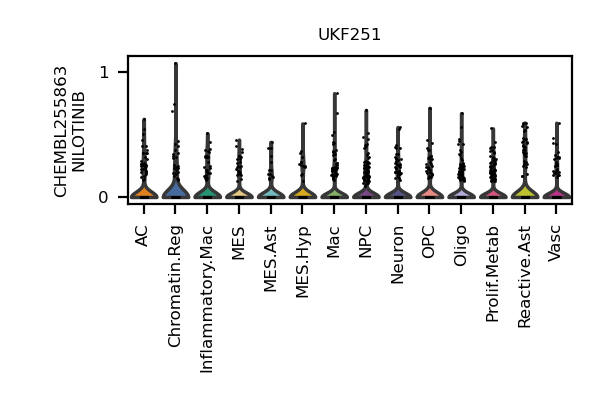 UKF251
CHEMBL255863
NILOTINIB
1
0
AC
Chromatin.Reg
Inflammatory.Mac
MES
MES.Ast
MES.Hyp
Mac
NPC
Neuron
OPC
Oligo
Prolif.Metab
Reactive.Ast
Vasc